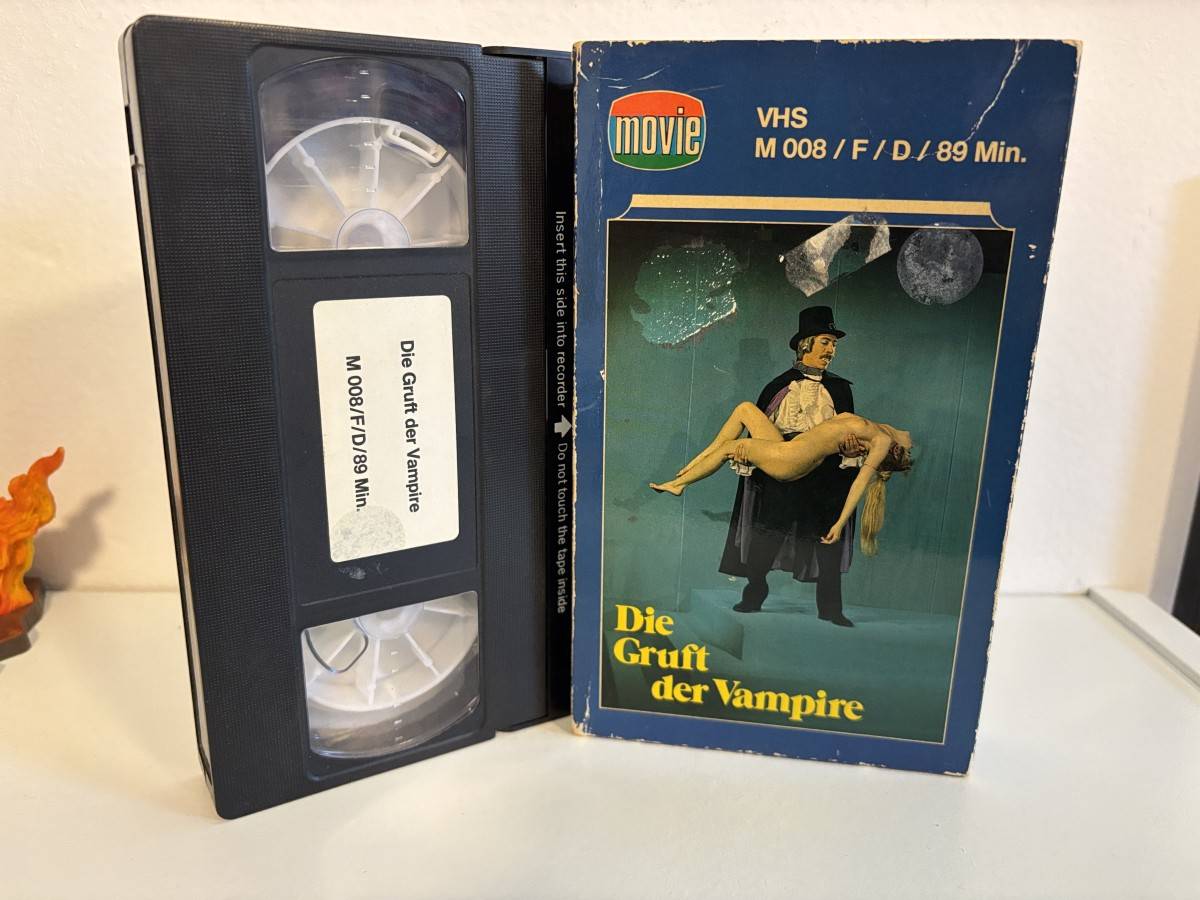 Die Gruft der Vampire
M 008/F/D/89 Min.
Insert this side into recorder Do not touch the tape inside
movie
VHS
M 008 / F / D / 89 Min.
Die
Gruft
der Vampire